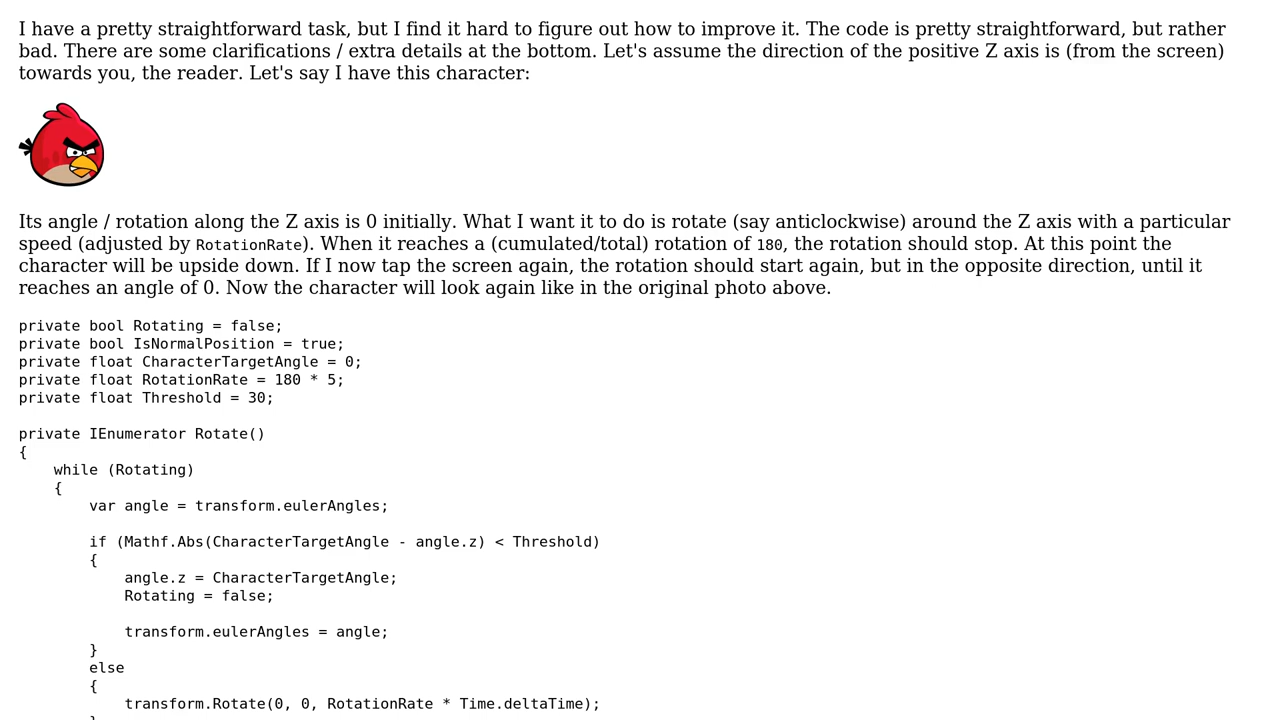 I have a pretty straightforward task, but I find it hard to figure out how to improve it. The code is pretty straightforward, but rather
bad. There are some clarifications / extra details at the bottom. Let's assume the direction of the positive Z axis is (from the screen)
towards you, the reader. Let's say I have this character:
Its angle / rotation along the Z axis is 0 initially. What I want it to do is rotate (say anticlockwise) around the Z axis with a particular
speed (adjusted by RotationRate). When it reaches a (cumulated/total) rotation of 180, the rotation should stop. At this point the
character will be upside down. If I now tap the screen again, the rotation should start again, but in the opposite direction, until it
reaches an angle of 0. Now the character will look again like in the original photo above.
private bool Rotating = false;
private bool IsNormalPosition = true;
private float CharacterTargetAngle = 0;
private float RotationRate = 180 * 5;
private float Threshold = 30;
private IEnumerator Rotate()
{
    while (Rotating)
    {
        var angle = transform.eulerAngles;
        if (Mathf.Abs(CharacterTargetAngle - angle.z) < Threshold)
        {
            angle.z = CharacterTargetAngle;
            Rotating = false;
            transform.eulerAngles = angle;
        }
        else
        {
            transform.Rotate(0, 0, RotationRate * Time.deltaTime);
        }